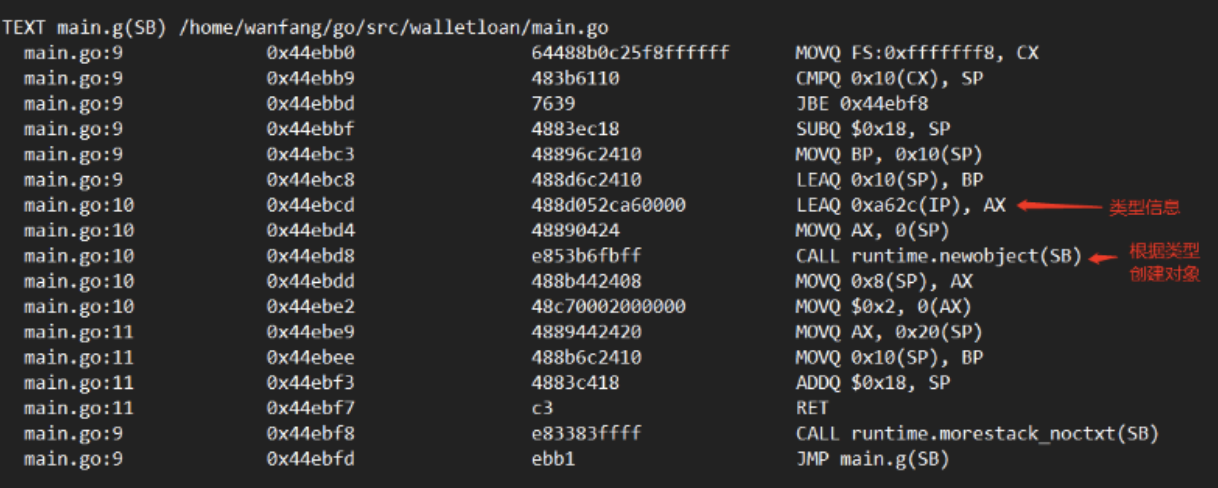 TEXT main.g(SB) /home/wanfang/go/src/walletloan/main.go
main.go:9 0x44ebb0 64488b0c25f8ffffff MOVQ FS:0xfffffff8, CX
main.go:9 0x44ebb9 483b6110 CMPQ 0x10(CX), SP
main.go:9 0x44ebbd 7639 JBE 0x44ebf8
main.go:9 0x44ebbf 4883ec18 SUBQ $0x18, SP
main.go:9 0x44ebc3 48896c2410 MOVQ BP, 0x10(SP)
main.go:9 0x44ebc8 488d6c2410 LEAQ 0x10(SP), BP
main.go:10 0x44ebcd 488d052ca60000 LEAQ 0xa62c(IP), AX 类型信息
main.go:10 0x44ebd4 48890424 MOVQ AX, 0(SP)
main.go:10 0x44ebd8 e853b6fbff CALL runtime.newobject(SB) 根据类型
创建对象
main.go:10 0x44ebdd 488b442408 MOVQ 0x8(SP), AX
main.go:10 0x44ebe2 48c70002000000 MOVQ $0x2, 0(AX)
main.go:11 0x44ebe9 4889442420 MOVQ AX, 0x20(SP)
main.go:11 0x44ebee 488b6c2410 MOVQ 0x10(SP), BP
main.go:11 0x44ebf3 4883c418 ADDQ $0x18, SP
main.go:11 0x44ebf7 c3 RET
main.go:9 0x44ebf8 e83383ffff CALL runtime.morestack_noctxt(SB)
main.go:9 0x44ebfd ebb1 JMP main.g(SB)